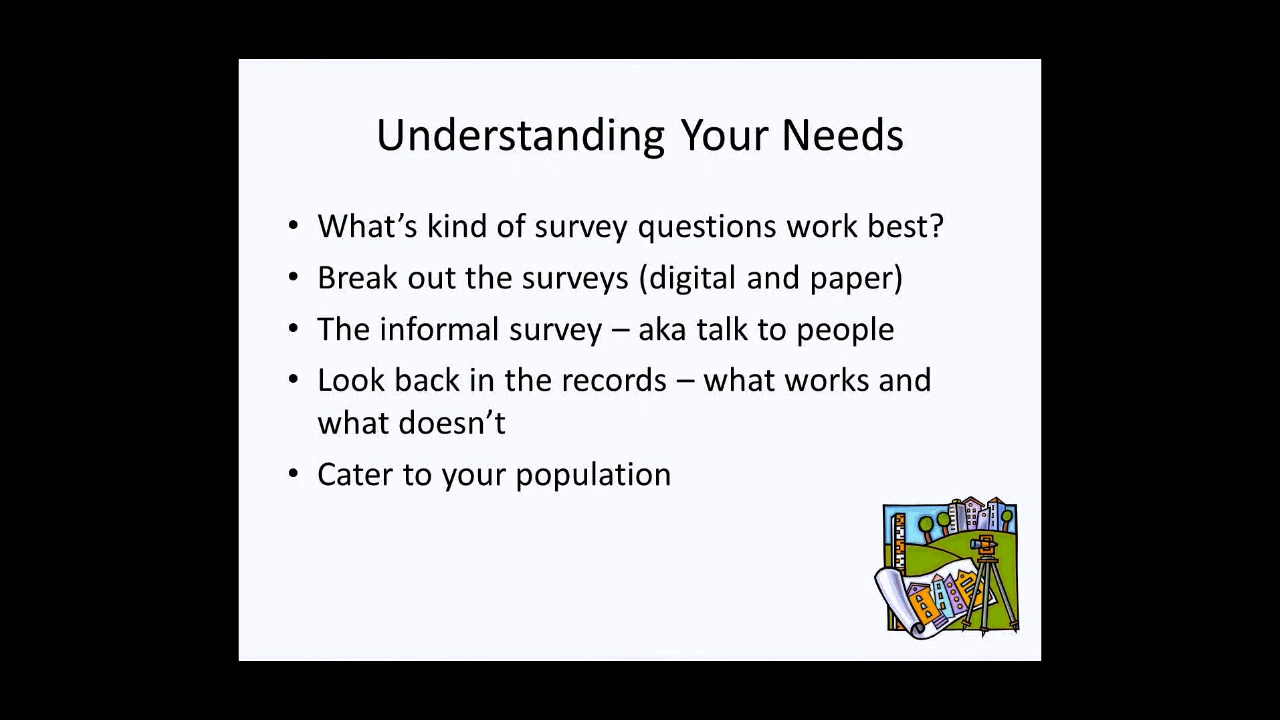 Understanding Your Needs
• What’s kind of survey questions work best?
• Break out the surveys (digital and paper)
• The informal survey – aka talk to people
• Look back in the records – what works and
what doesn’t
• Cater to your population